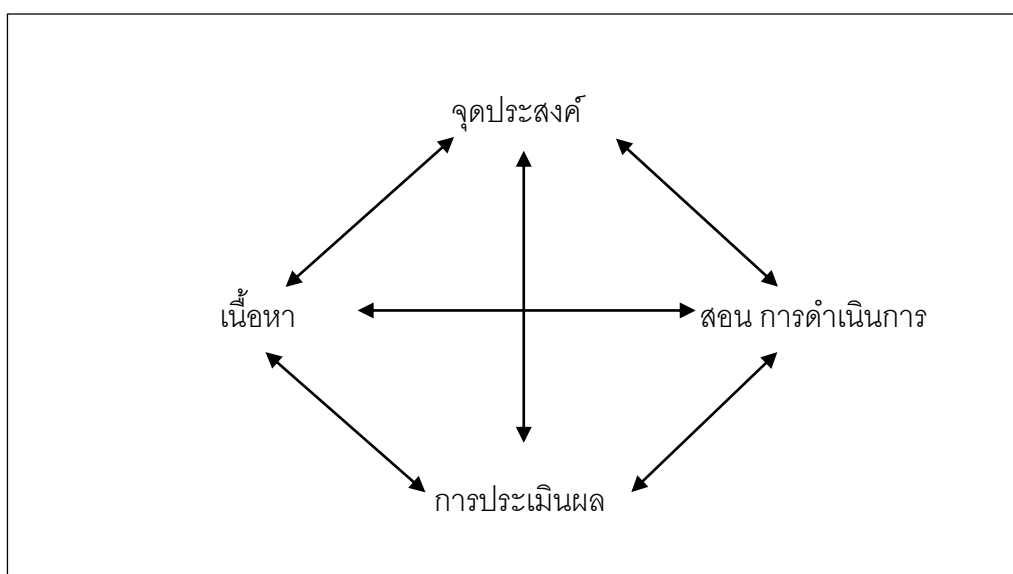 จุดประสงค์
เนื้อหา
สอน การดำเนินการ
การประเมินผล